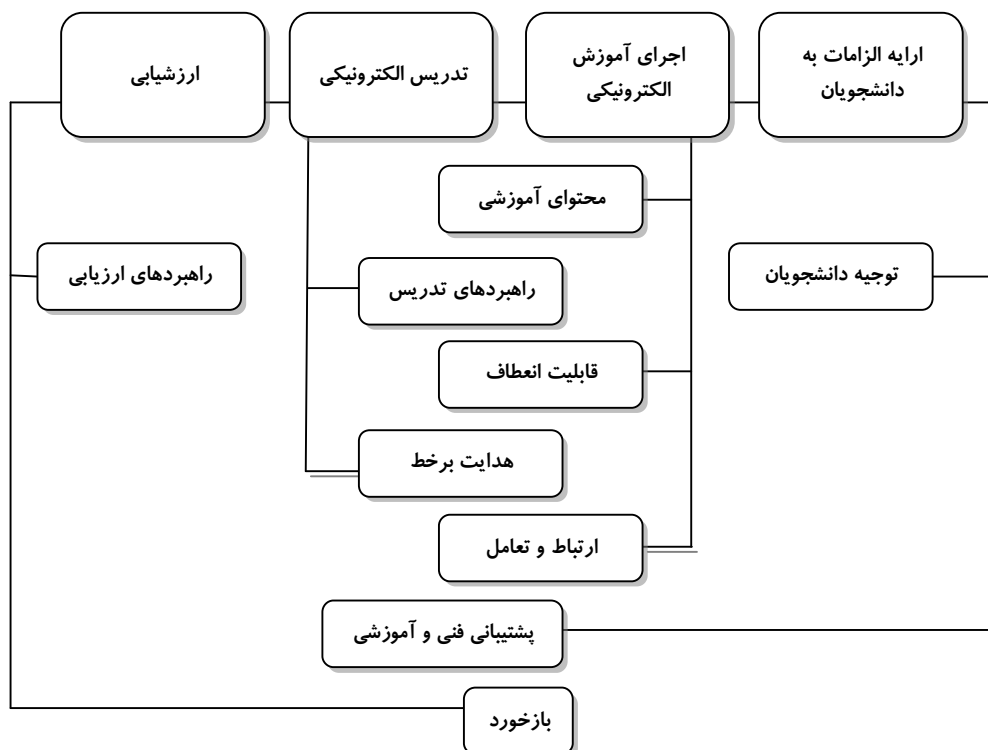 ارایه الزامات به
دانشجویان
اجرای آموزش
الکترونیکی
تدریس الکترونیکی
ارزشیابی
محتوای آموزشی
توجیه دانشجویان
راهبردهای ارزیابی
راهبردهای تدریس
قابلیت انعطاف
هدایت برخط
ارتباط و تعامل
پشتیبانی فنی و آموزشی
بازخورد